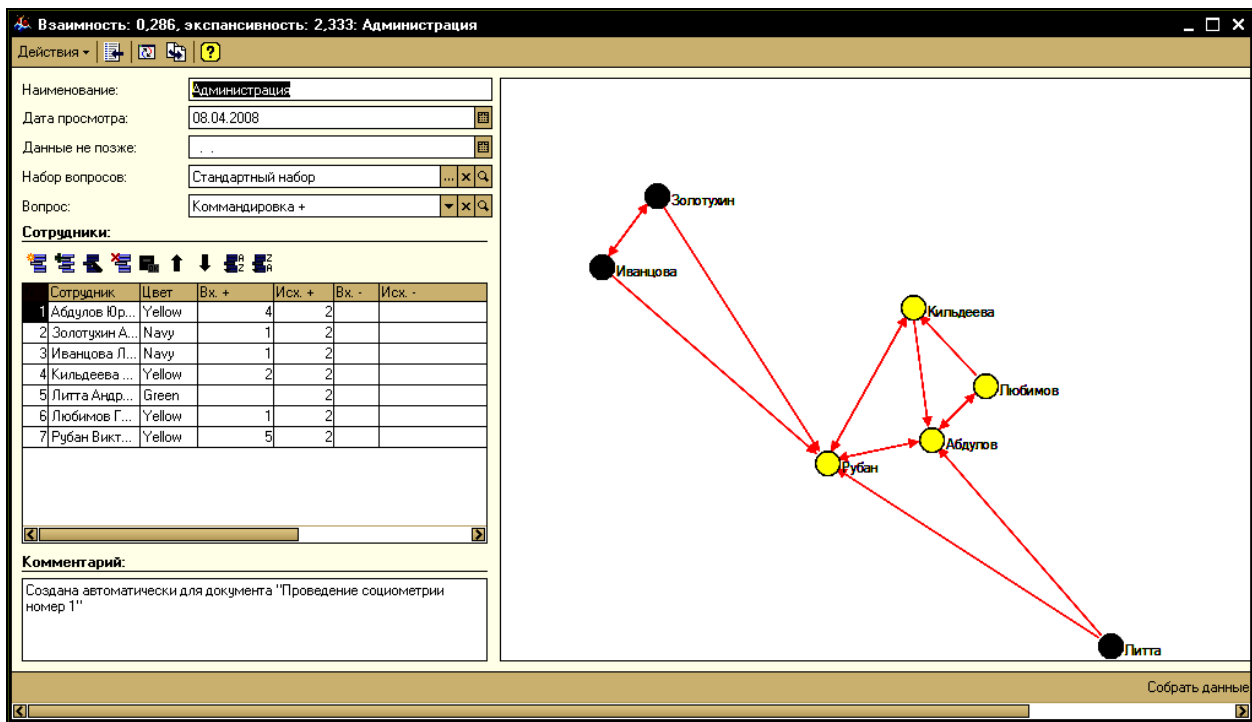 Взаимность: 0,286, экспансивность: 2,333: Администрация
Действия
Наименование: Администрация
Дата просмотра: 08.04.2008
Данные не позже: . .
Набор вопросов: Стандартный набор
Вопрос: Коммандировка +
Сотрудники:
Сотрудник Цвет Вх. + Исх. + Вх. - Исх. -
1 Абдулов Юр... Yellow 4 2
2 Золотухин А... Navy 1 2
3 Иванцова Л... Navy 1 2
4 Кильдеева ... Yellow 2 2
5 Литта Андр... Green 2
6 Любимов Г... Yellow 1 2
7 Рубан Викт... Yellow 5 2
Комментарий:
Создана автоматически для документа "Проведение социометрии
номер 1"
Золотухин
Иванцова
Кильдеева
Любимов
Абдулов
Рубан
Литта
Собрать данные